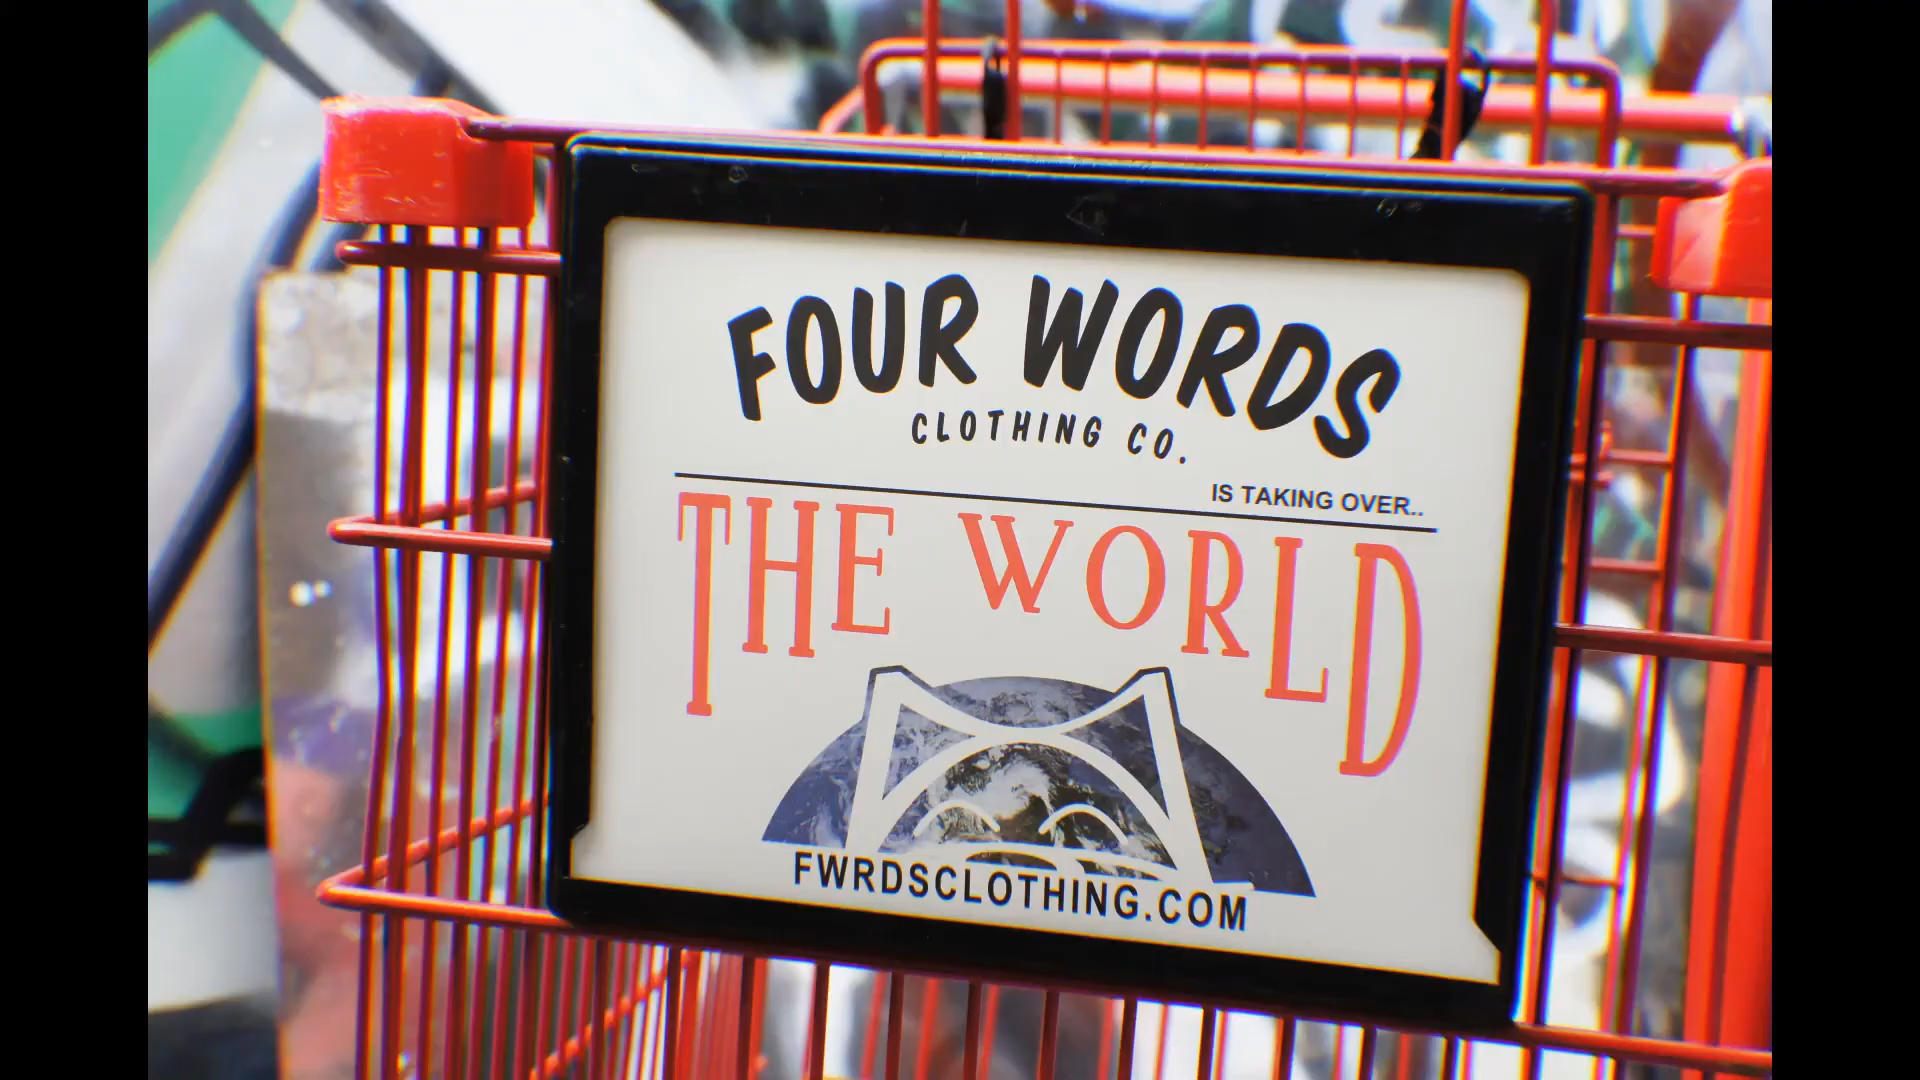 FOUR WORDS
CLOTHING CO.
IS TAKING OVER..
THE WORLD
FWRDSCLOTHING.COM